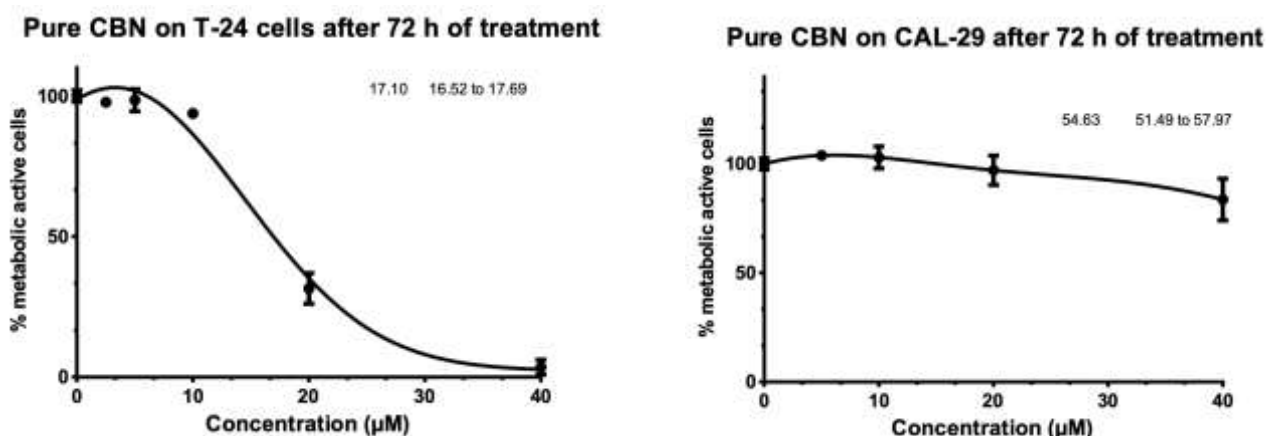 Pure CBN on T-24 cells after 72 h of treatment
17.10 16.52 to 17.69
% metabolic active cells
100
50
0
0 10 20 30 40
Concentration (µM)
Pure CBN on CAL-29 after 72 h of treatment
54.63 51.49 to 57.97
% metabolic active cells
100
50
0
0 10 20 30 40
Concentration (µM)